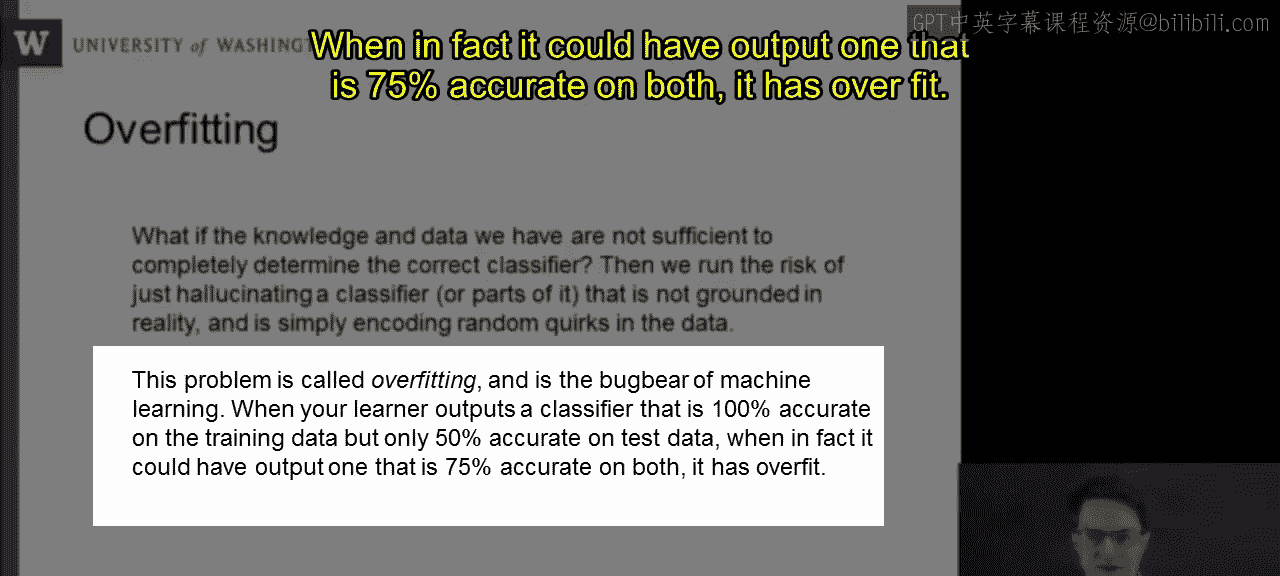 GPT中英字幕课程资源@bilibili.com
W
UNIVERSITY of WASHINGT
When in fact it could have output one that
is 75% accurate on both, it has over fit.
Overfitting
What if the knowledge and data we have are not sufficient to
completely determine the correct classifier? Then we run the risk of
just hallucinating a classifier (or parts of it) that is not grounded in
reality, and is simply encoding random quirks in the data.
This problem is called overfitting, and is the bugbear of machine
learning. When your learner outputs a classifier that is 100% accurate
on the training data but only 50% accurate on test data, when in fact it
could have output one that is 75% accurate on both, it has overfit.